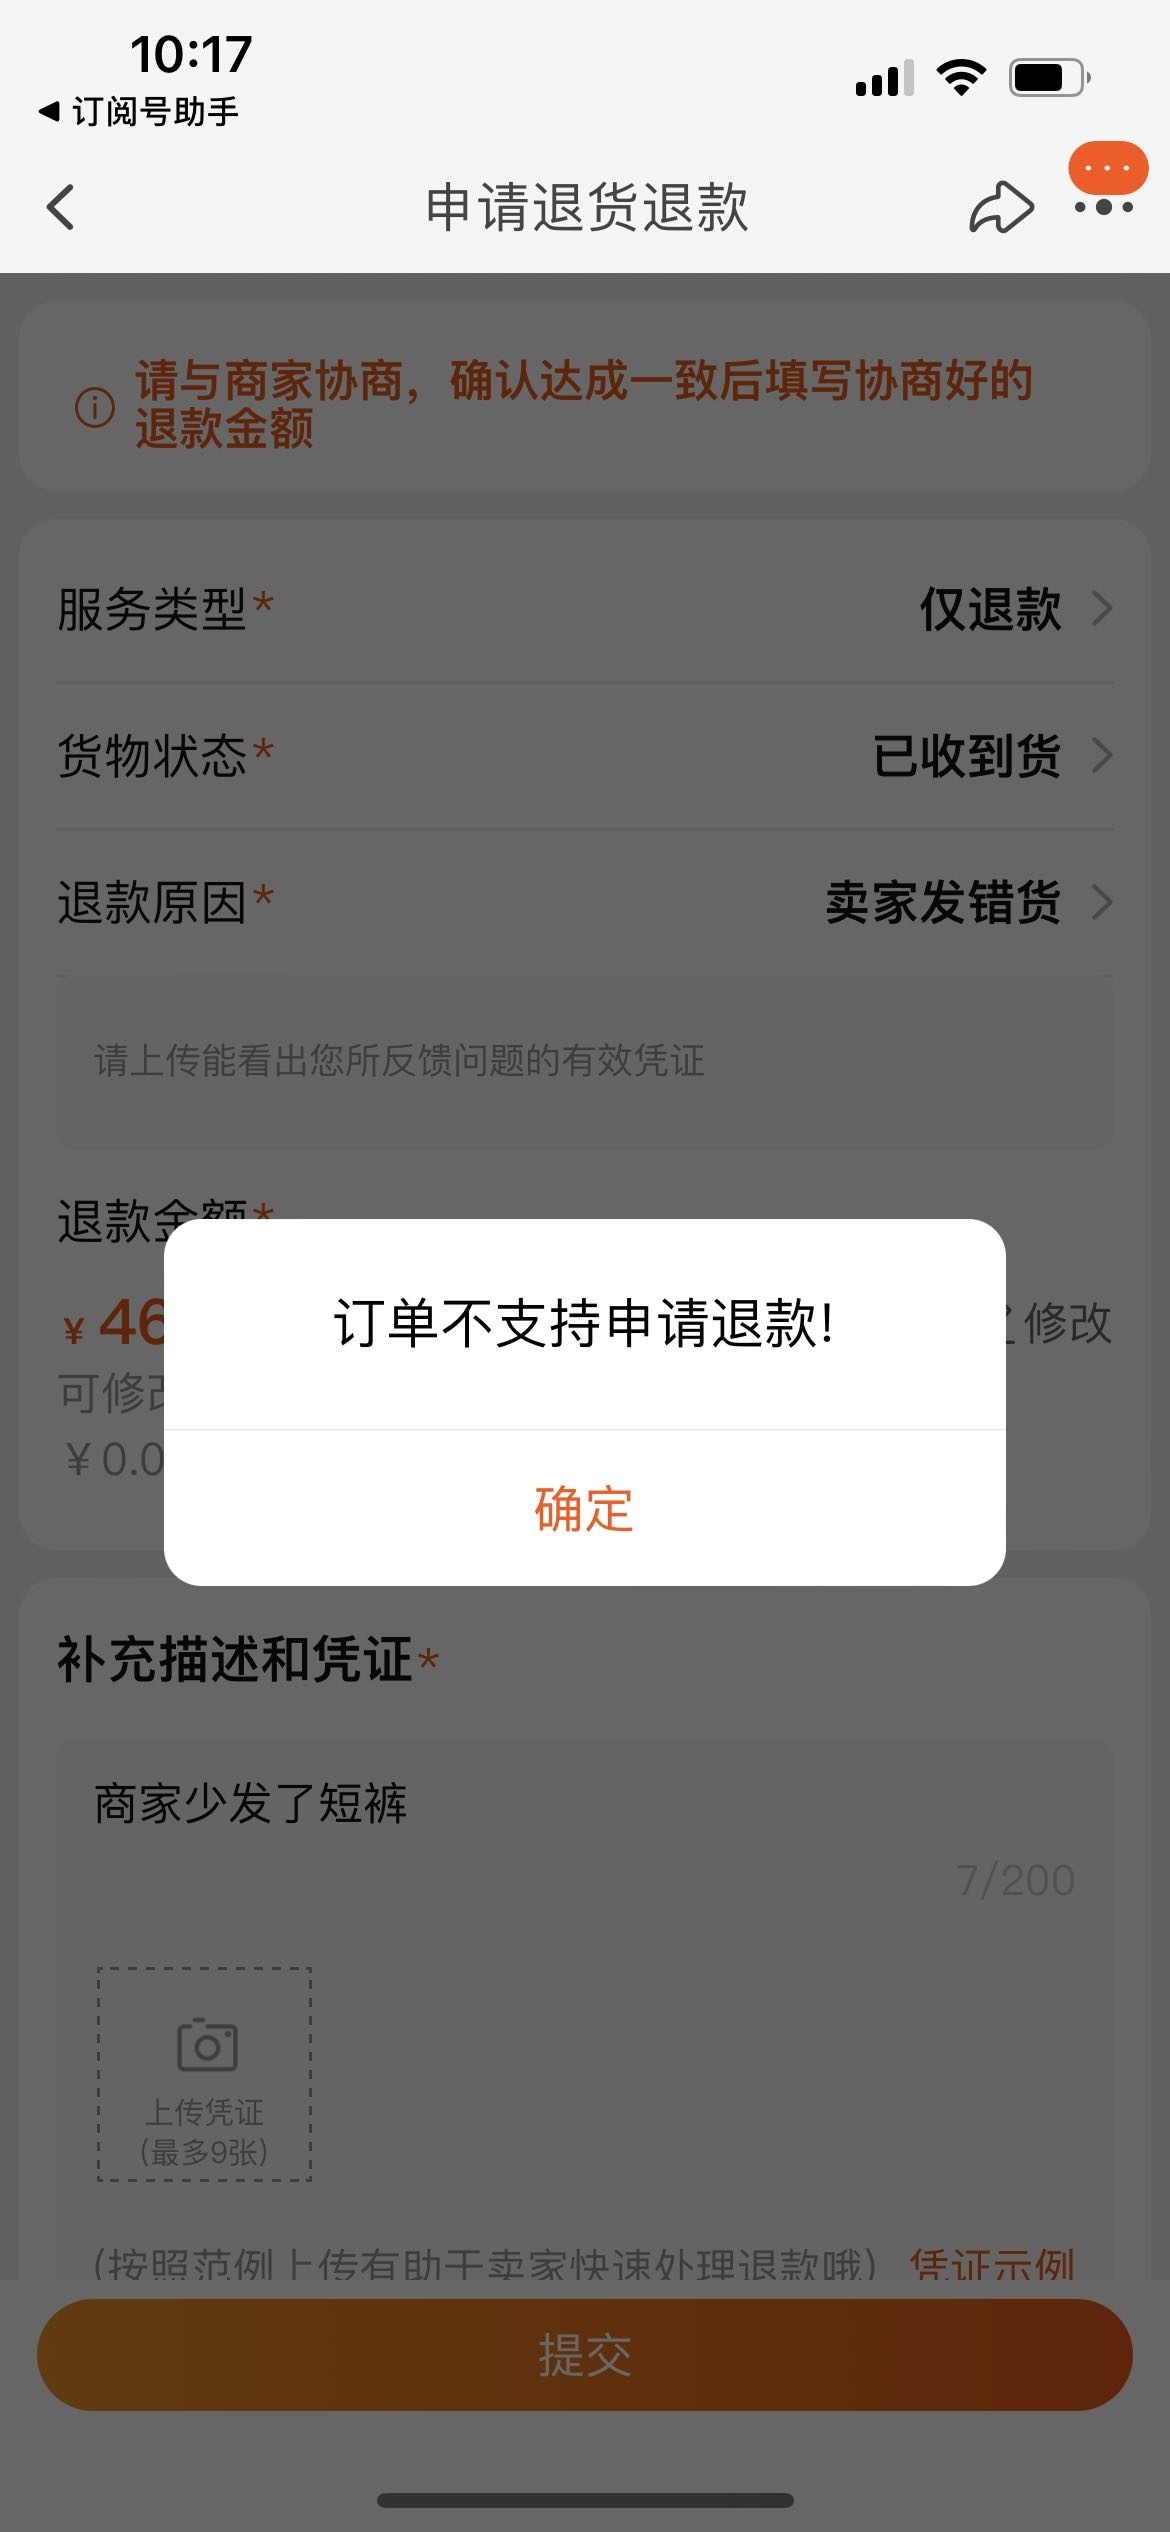 10:17
订阅号助手
申请退货退款
请与商家协商，确认达成一致后填写协商好的
退款金额
服务类型*
仅退款
货物状态*
已收到货
退款原因*
卖家发错货
请上传能看出您所反馈问题的有效凭证
退款金额*
¥ 46
修改
可修改
¥ 0.0
订单不支持申请退款!
确定
补充描述和凭证*
商家少发了短裤
7/200
上传凭证
(最多9张)
(按照范例上传有助于卖家快速处理退款哦) 凭证示例
提交